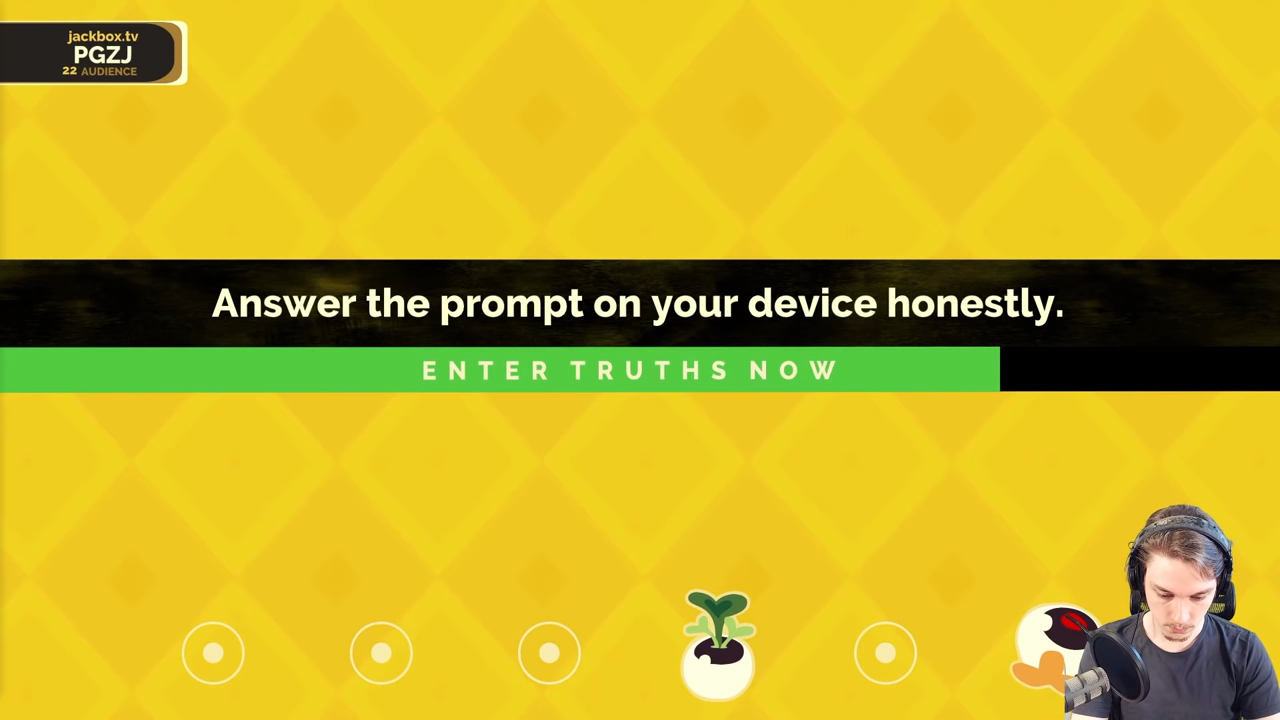 jackbox.tv
PGZJ
22 AUDIENCE
Answer the prompt on your device honestly.
ENTER TRUTHS NOW